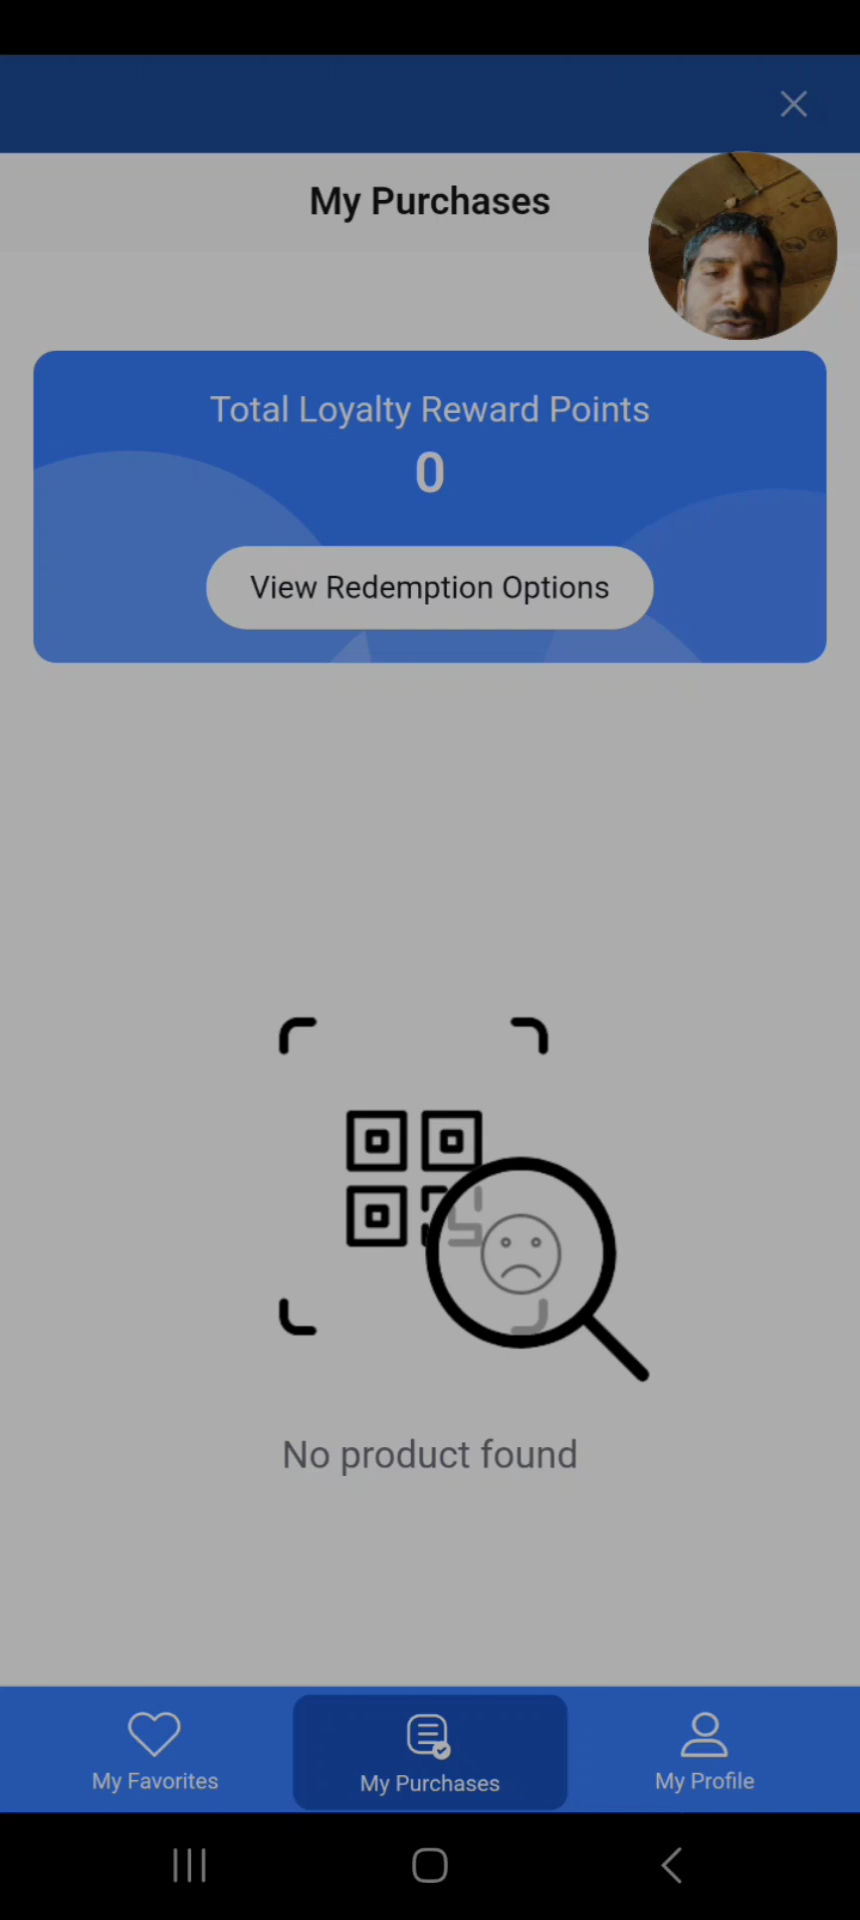 My Purchases
Total Loyalty Reward Points
0
View Redemption Options
No product found
My Favorites
My Purchases
My Profile